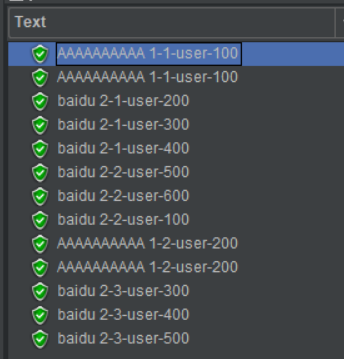 Text
AAAAAAAAAA 1-1-user-100
AAAAAAAAAA 1-1-user-100
baidu 2-1-user-200
baidu 2-1-user-300
baidu 2-1-user-400
baidu 2-2-user-500
baidu 2-2-user-600
baidu 2-2-user-100
AAAAAAAAAA 1-2-user-200
AAAAAAAAAA 1-2-user-200
baidu 2-3-user-300
baidu 2-3-user-400
baidu 2-3-user-500